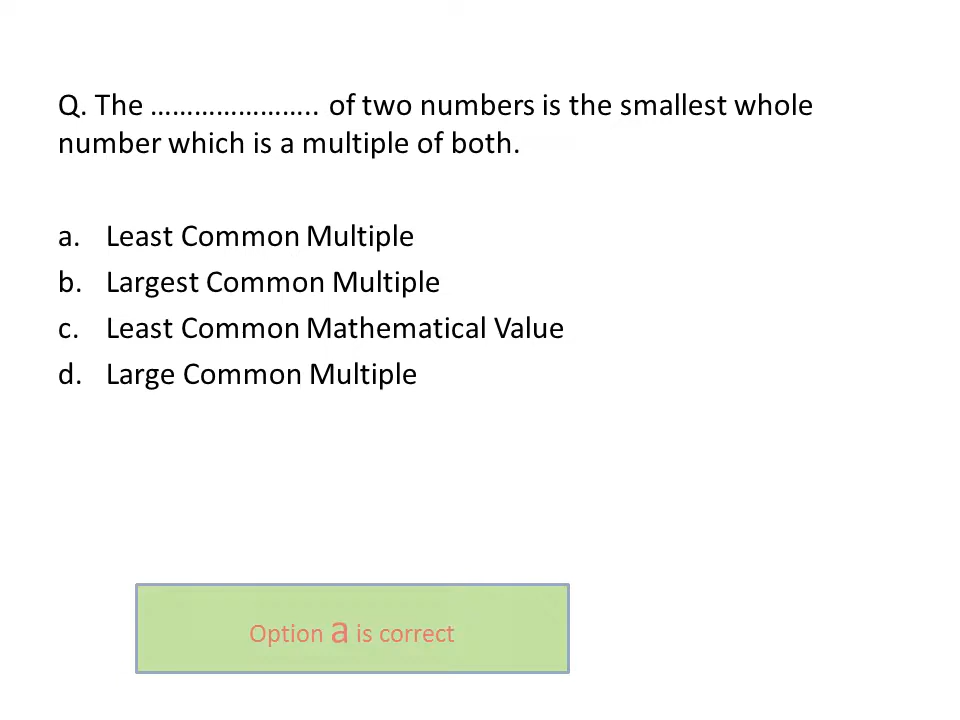 Q. The ………………….. of two numbers is the smallest whole
number which is a multiple of both.
a. Least Common Multiple
b. Largest Common Multiple
c. Least Common Mathematical Value
d. Large Common Multiple
Option a is correct